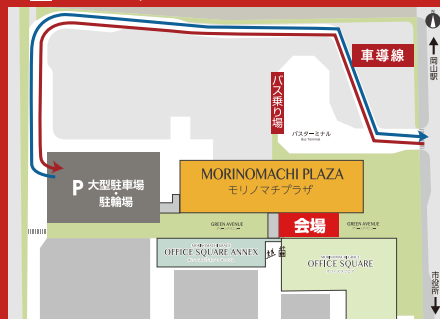 車導線
岡山駅
バス乗り場
バスターミナル
Bus Terminal
MORINOMACHI PLAZA
モリノマチプラザ
P 大型駐車場
・
駐輪場
GREEN AVENUE
会場
GREEN AVENUE
OFFICE SQUARE ANNEX
OFFICE SQUARE
市役所